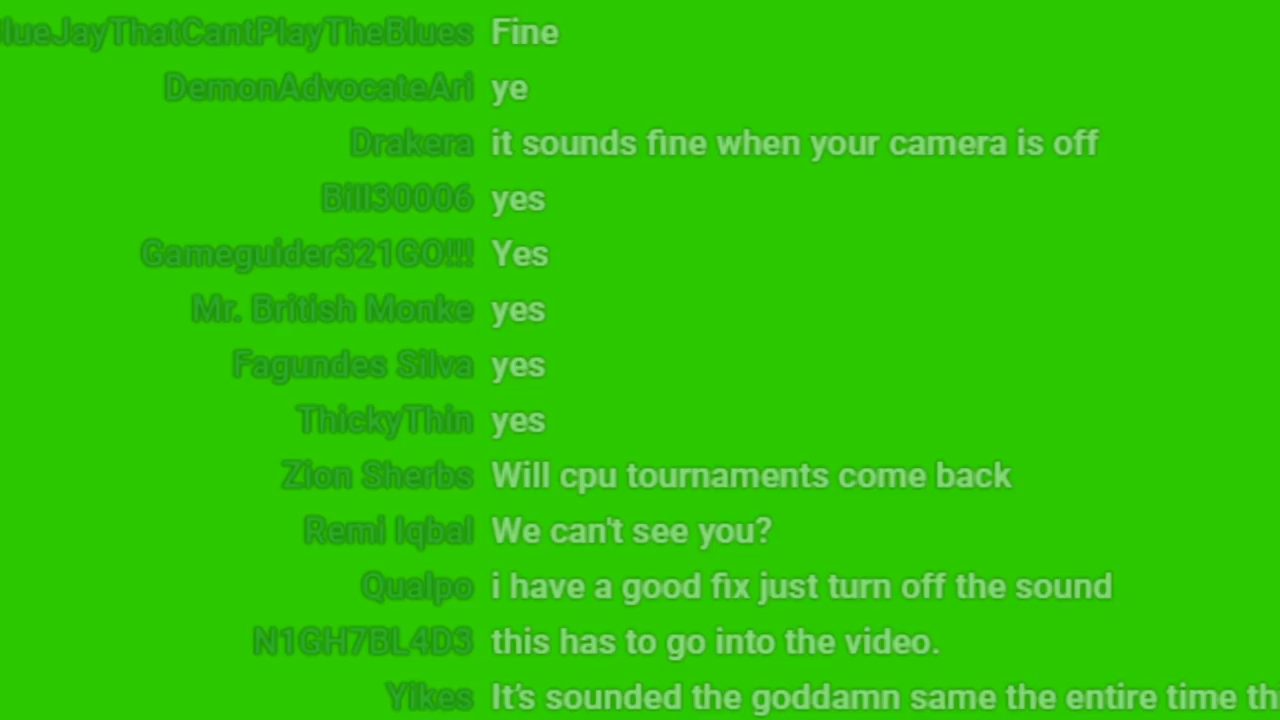 lueJayThatCantPlayTheBlues Fine
DemonAdvocateAri ye
Drakera it sounds fine when your camera is off
Bill30006 yes
Gameguider321GO!!! Yes
Mr. British Monke yes
Fagundes Silva yes
ThickyThin yes
Zion Sherbs Will cpu tournaments come back
Remi Iqbal We can't see you?
Qualpo i have a good fix just turn off the sound
N1GH7BL4D3 this has to go into the video.
Yikes It's sounded the goddamn same the entire time th